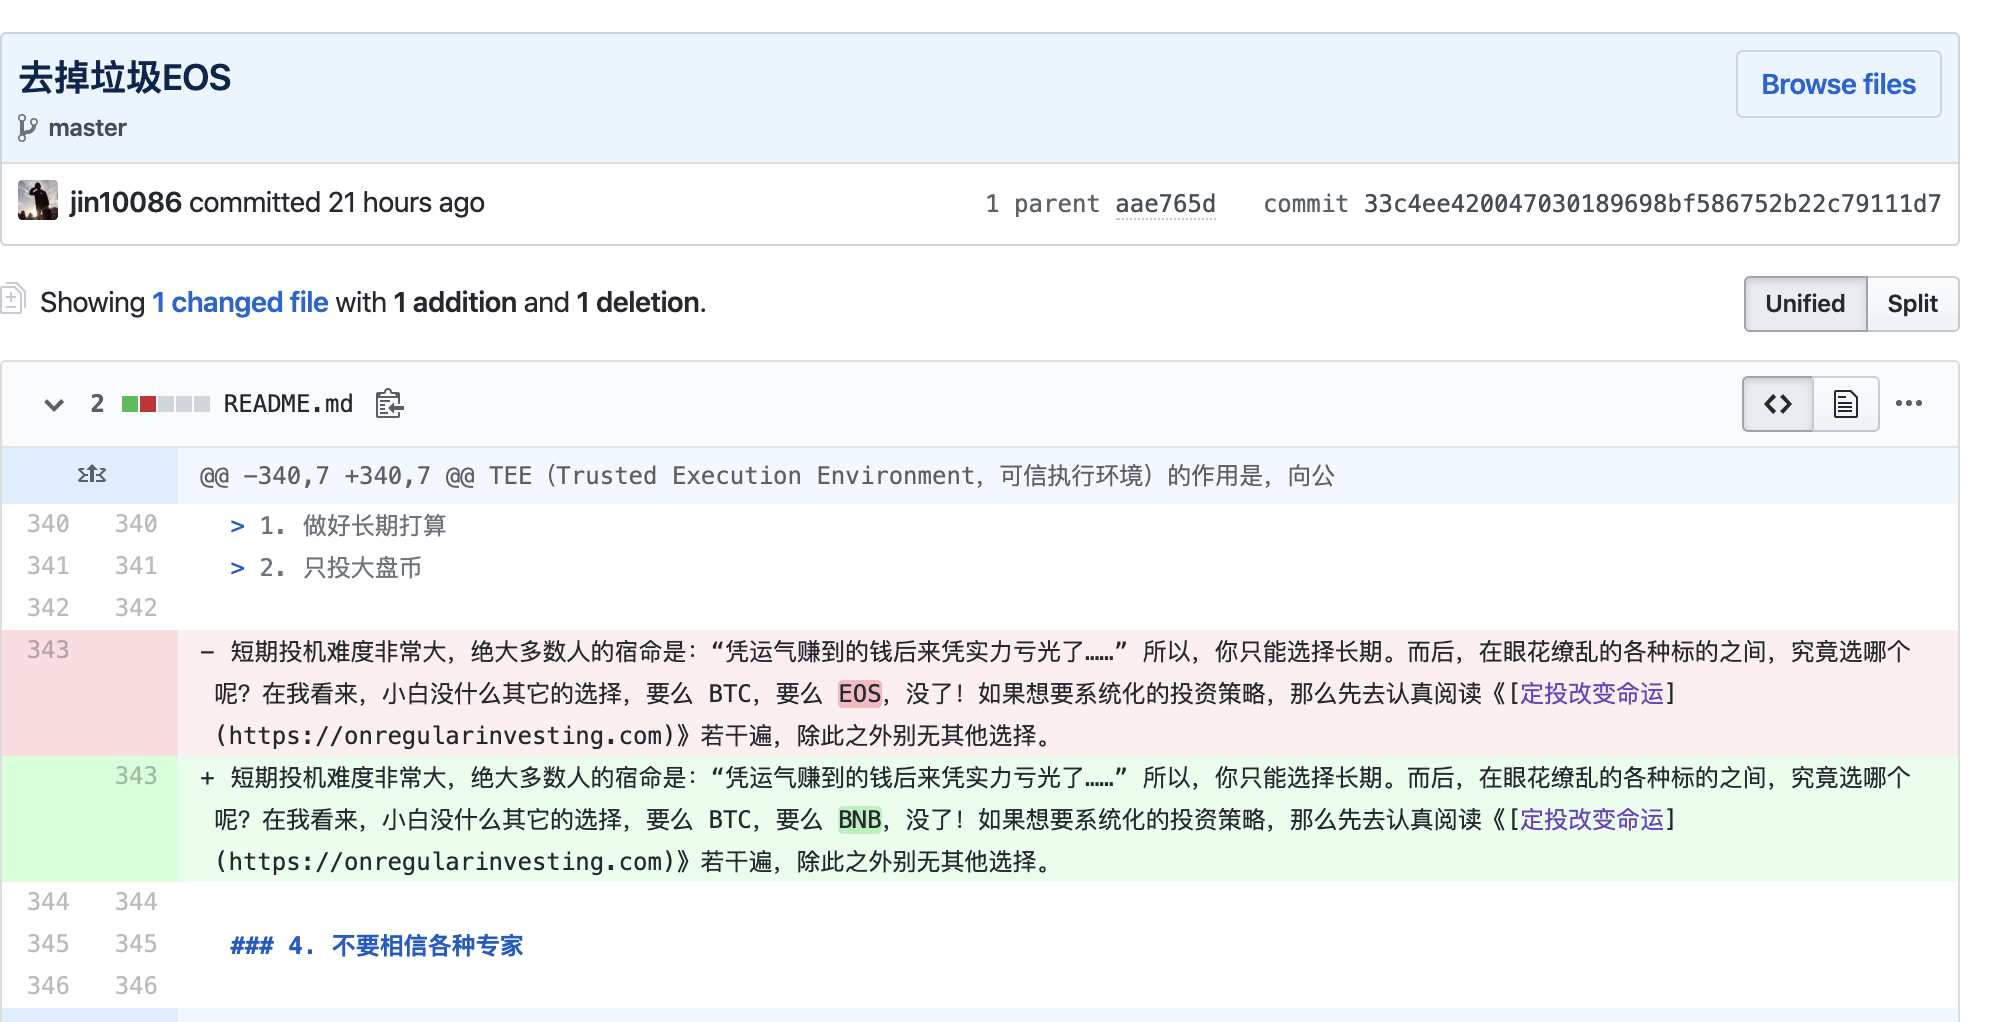 去掉垃圾EOS
Browse files
master
jin10086 committed 21 hours ago
1 parent aae765d commit 33c4ee420047030189698bf586752b22c79111d7
Showing 1 changed file with 1 addition and 1 deletion.
Unified Split
2 README.md
@@ -340,7 +340,7 @@ TEE（Trusted Execution Environment，可信执行环境）的作用是，向公
340 340 > 1. 做好长期打算
341 341 > 2. 只投大盘币
342 342
343 - 短期投机难度非常大，绝大多数人的宿命是：“凭运气赚到的钱后来凭实力亏光了……” 所以，你只能选择长期。而后，在眼花缭乱的各种标的之间，究竟选哪个
呢？在我看来，小白没什么其它的选择，要么 BTC，要么 EOS，没了！如果想要系统化的投资策略，那么先去认真阅读《[定投改变命运]
(https://onregularinvesting.com)》若干遍，除此之外别无其他选择。
343 + 短期投机难度非常大，绝大多数人的宿命是：“凭运气赚到的钱后来凭实力亏光了……” 所以，你只能选择长期。而后，在眼花缭乱的各种标的之间，究竟选哪个
呢？在我看来，小白没什么其它的选择，要么 BTC，要么 BNB，没了！如果想要系统化的投资策略，那么先去认真阅读《[定投改变命运]
(https://onregularinvesting.com)》若干遍，除此之外别无其他选择。
344 344
345 345 ### 4. 不要相信各种专家
346 346